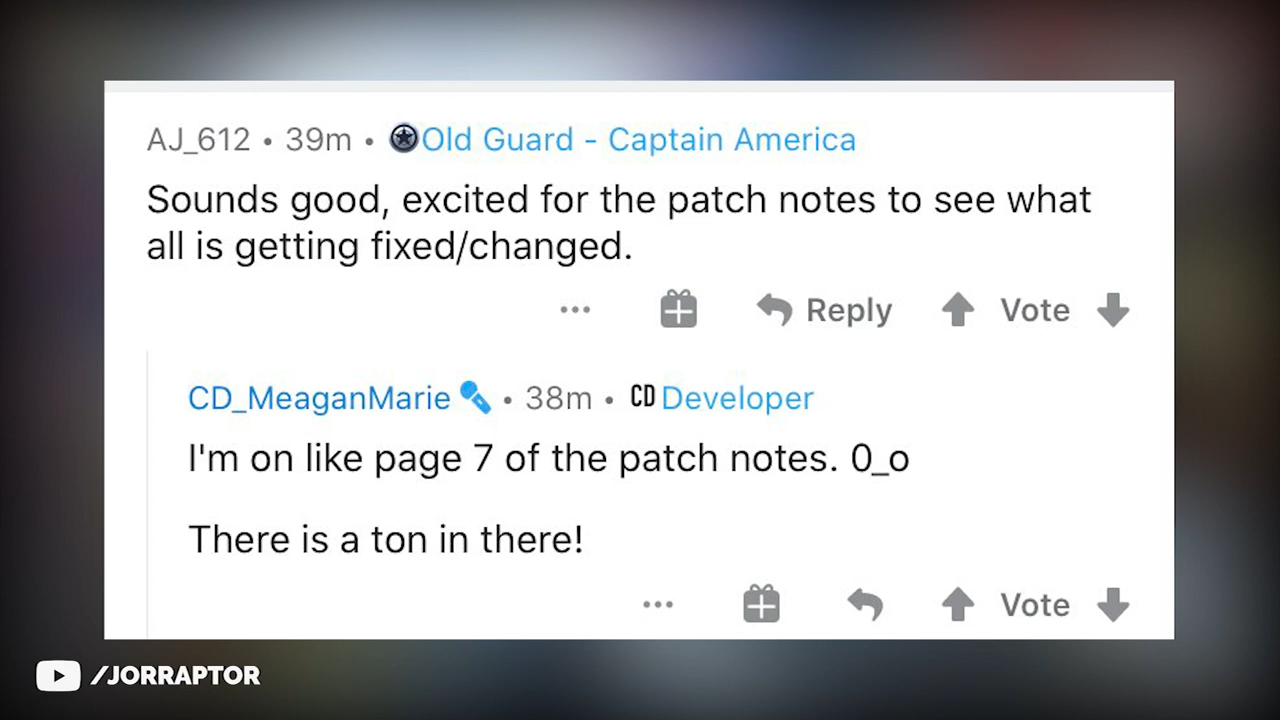 AJ_612 • 39m • Old Guard - Captain America
Sounds good, excited for the patch notes to see what
all is getting fixed/changed.
Reply Vote
CD_MeaganMarie • 38m • CD Developer
I'm on like page 7 of the patch notes. 0_o
There is a ton in there!
Vote
/JORRAPTOR